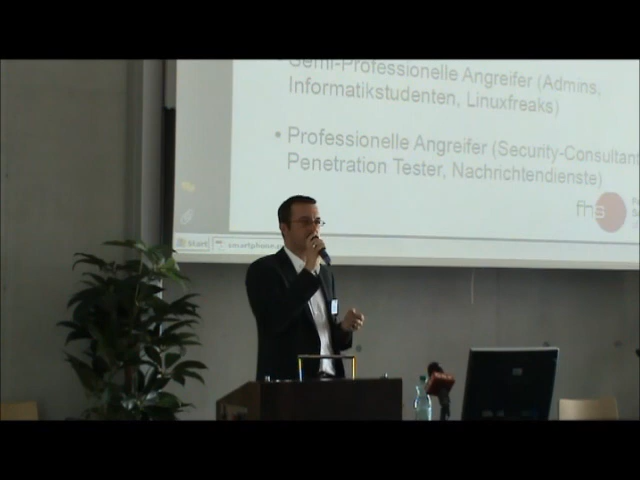 Semi-Professionelle Angreifer (Admins,
Informatikstudenten, Linuxfreaks)
• Professionelle Angreifer (Security-Consultant
Penetration Tester, Nachrichtendienste)
fhs
Start